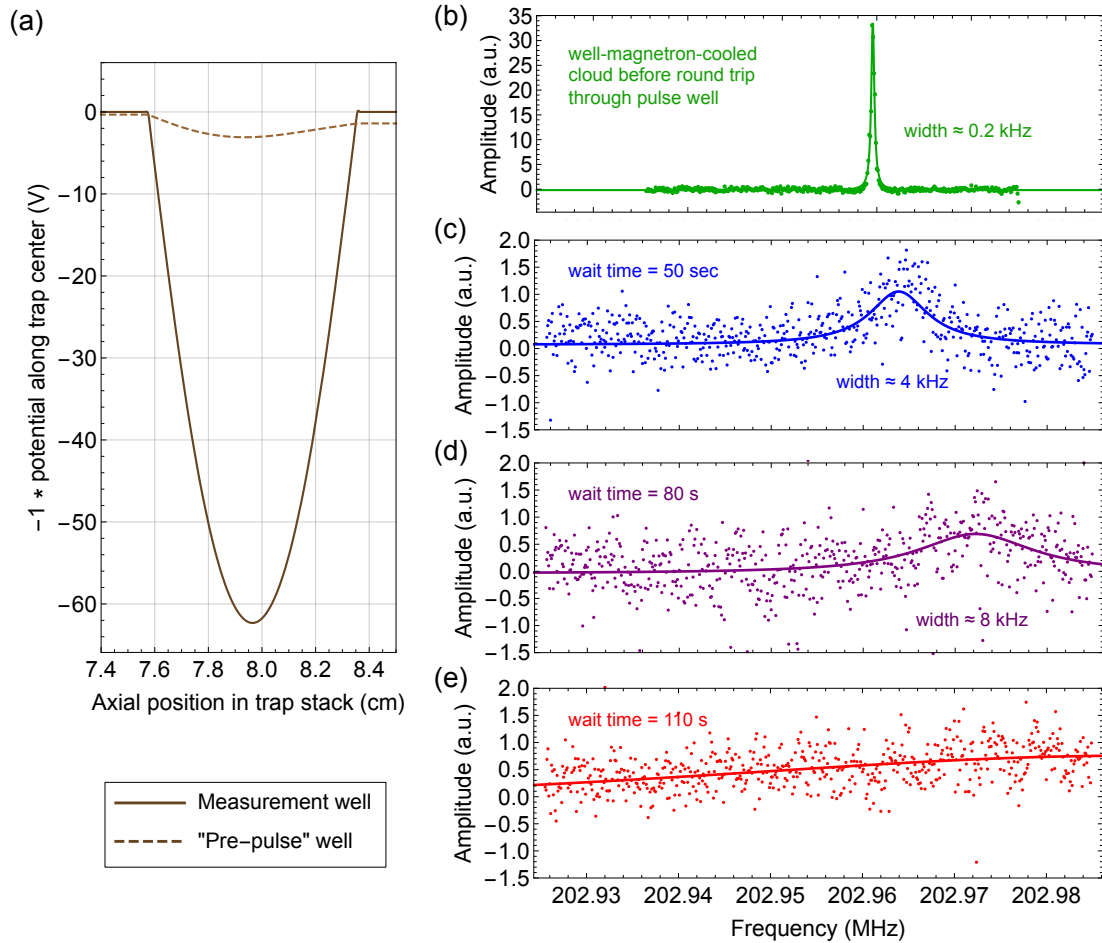 (a)
0
−10
−20
−30
−40
−50
−60
−1 * potential along trap center (V)
7.4 7.6 7.8 8.0 8.2 8.4
Axial position in trap stack (cm)
Measurement well
"Pre−pulse" well
(b)
35
30
25
20
15
10
5
0
Amplitude (a.u.)
well-magnetron-cooled
cloud before round trip
through pulse well
width ≈ 0.2 kHz
(c)
2.0
1.5
1.0
0.5
0.0
−0.5
−1.0
−1.5
Amplitude (a.u.)
wait time = 50 sec
width ≈ 4 kHz
(d)
2.0
1.5
1.0
0.5
0.0
−0.5
−1.0
−1.5
Amplitude (a.u.)
wait time = 80 s
width ≈ 8 kHz
(e)
2.0
1.5
1.0
0.5
0.0
−0.5
−1.0
−1.5
Amplitude (a.u.)
wait time = 110 s
202.93 202.94 202.95 202.96 202.97 202.98
Frequency (MHz)